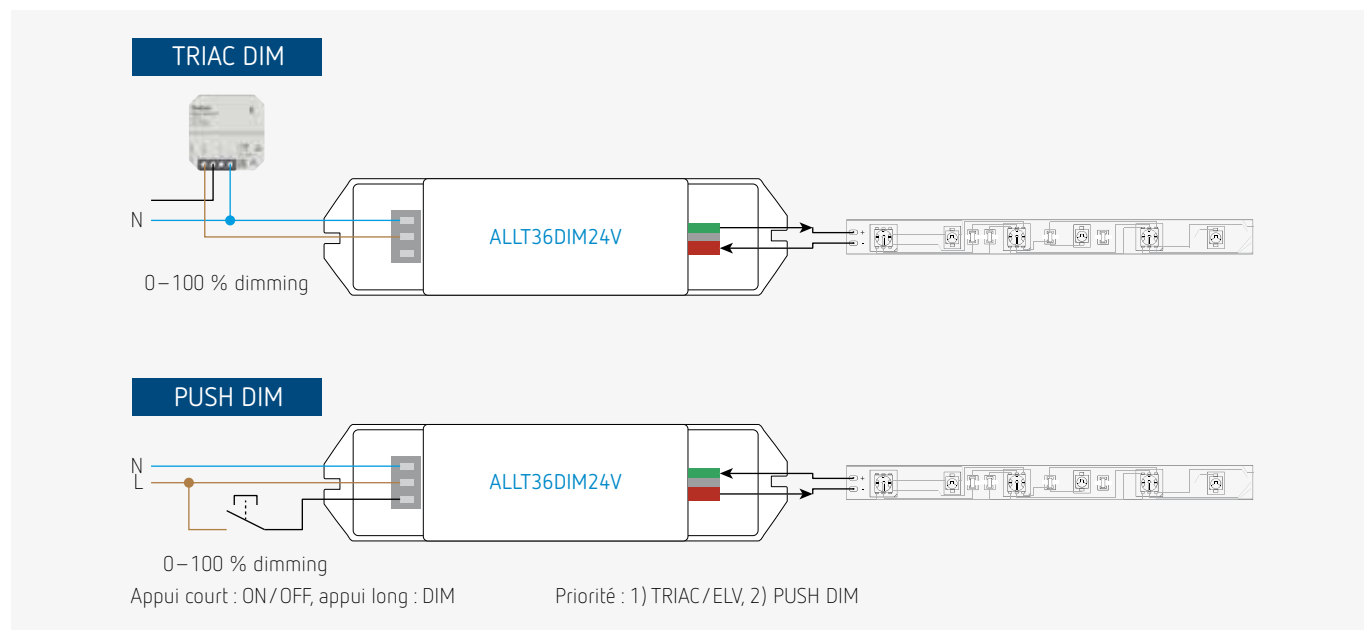 TRIAC DIM
N
ALLT36DIM24V
+
-
0–100 % dimming
PUSH DIM
N
L
ALLT36DIM24V
+
-
0–100 % dimming
Appui court : ON/OFF, appui long : DIM
Priorité : 1) TRIAC/ELV, 2) PUSH DIM